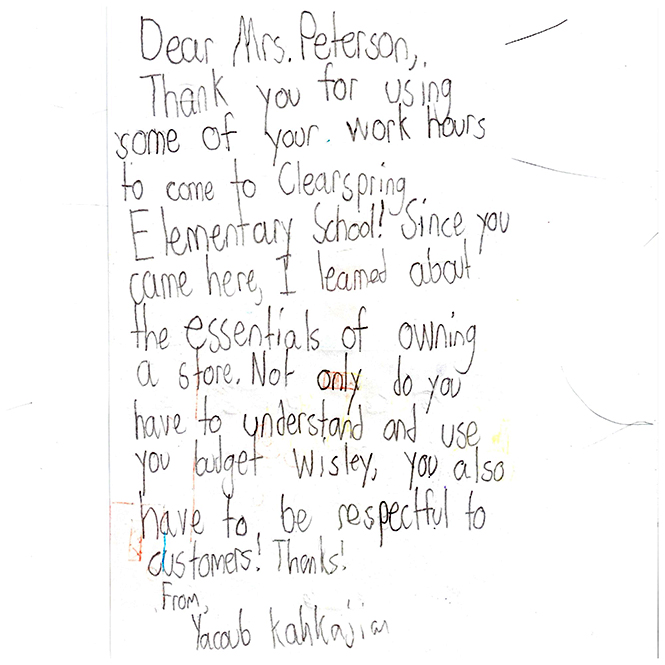 Dear Mrs. Peterson,
Thank you for using
some of your work hours
to come to Clearspring
Elementary School! Since you
came here, I learned about
the essentials of owning
a store. Not only do you
have to understand and use
you budget wisley, you also
have to be respectful to
customers! Thanks!
From,
Yacoub Kahkajian